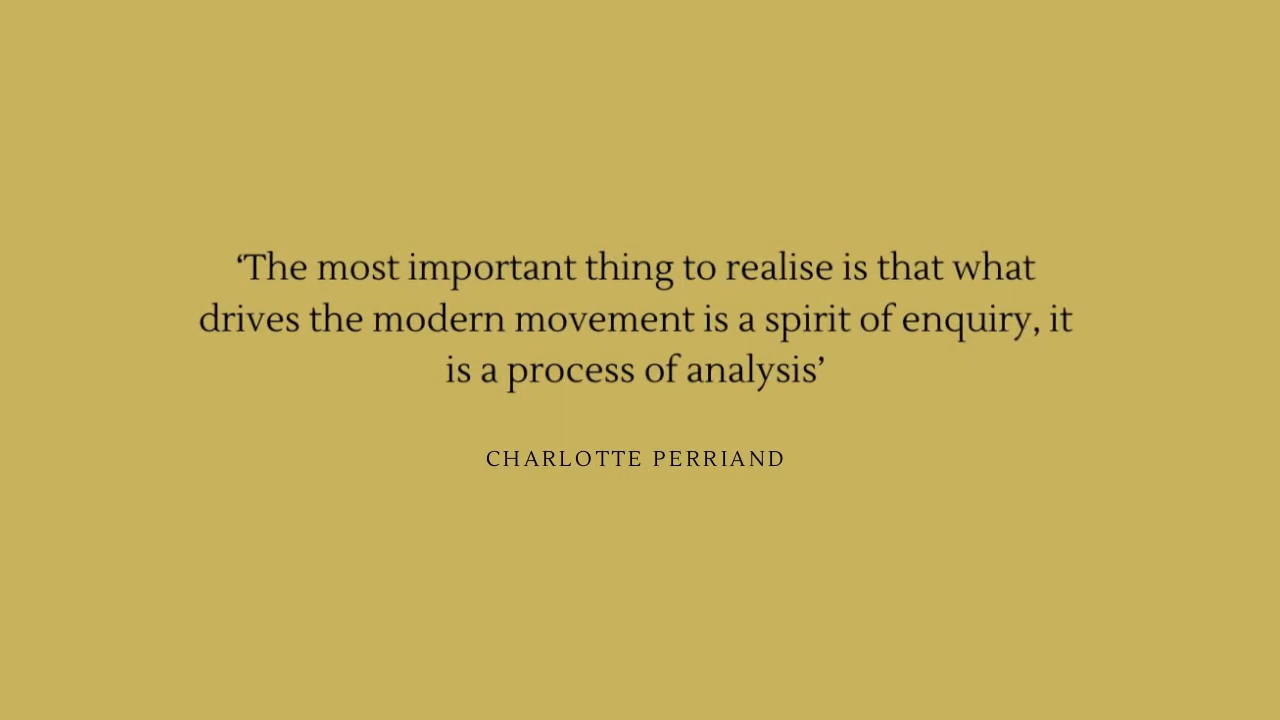 ‘The most important thing to realise is that what
drives the modern movement is a spirit of enquiry, it
is a process of analysis’
CHARLOTTE PERRIAND